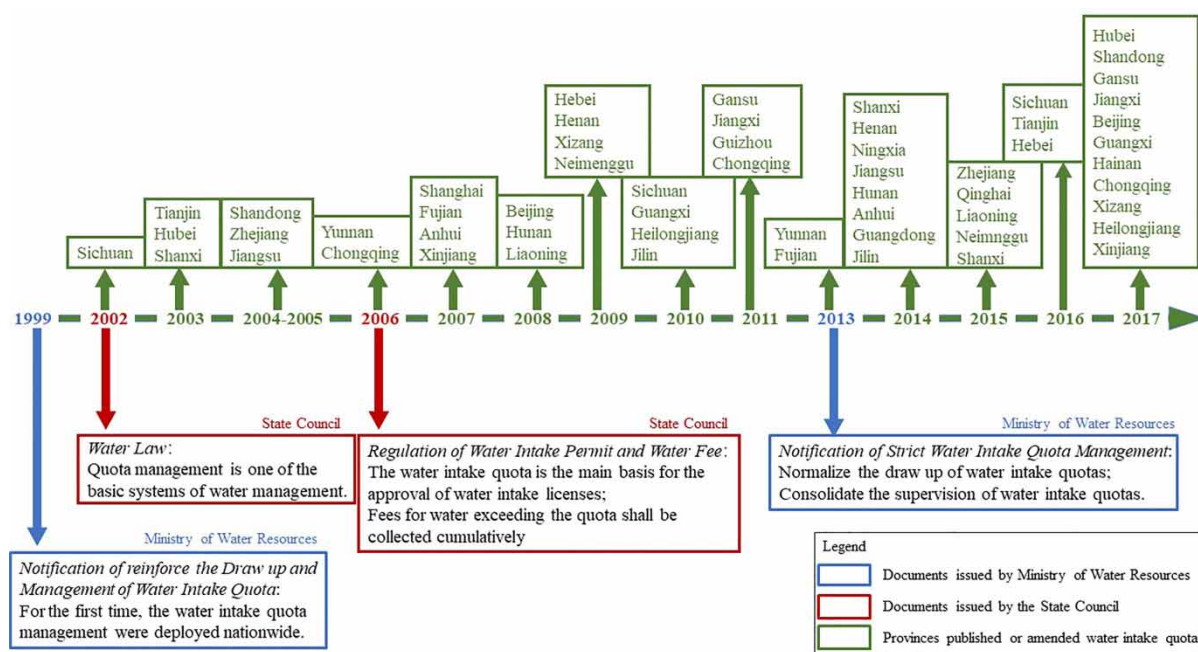 Sichuan
Tianjin
Hubei
Shanxi
Shandong
Zhejiang
Jiangsu
Yunnan
Chongqing
Shanghai
Fujian
Anhui
Xinjiang
Beijing
Hunan
Liaoning
Hebei
Henan
Xizang
Neimenggu
Sichuan
Guangxi
Heilongjiang
Jilin
Gansu
Jiangxi
Guizhou
Chongqing
Yunnan
Fujian
Shanxi
Henan
Ningxia
Jiangsu
Hunan
Anhui
Guangdong
Jilin
Zhejiang
Qinghai
Liaoning
Neimnggu
Shanxi
Sichuan
Tianjin
Hebei
Hubei
Shandong
Gansu
Jiangxi
Beijing
Guangxi
Hainan
Chongqing
Xizang
Heilongjiang
Xinjiang
1999 2002 2003 2004-2005 2006 2007 2008 2009 2010 2011 2013 2014 2015 2016 2017
State Council
Water Law:
Quota management is one of the
basic systems of water management.
State Council
Regulation of Water Intake Permit and Water Fee:
The water intake quota is the main basis for the
approval of water intake licenses;
Fees for water exceeding the quota shall be
collected cumulatively
Ministry of Water Resources
Notification of Strict Water Intake Quota Management:
Normalize the draw up of water intake quotas;
Consolidate the supervision of water intake quotas.
Ministry of Water Resources
Notification of reinforce the Draw up and
Management of Water Intake Quota:
For the first time, the water intake quota
management were deployed nationwide.
Legend
Documents issued by Ministry of Water Resources
Documents issued by the State Council
Provinces published or amended water intake quota